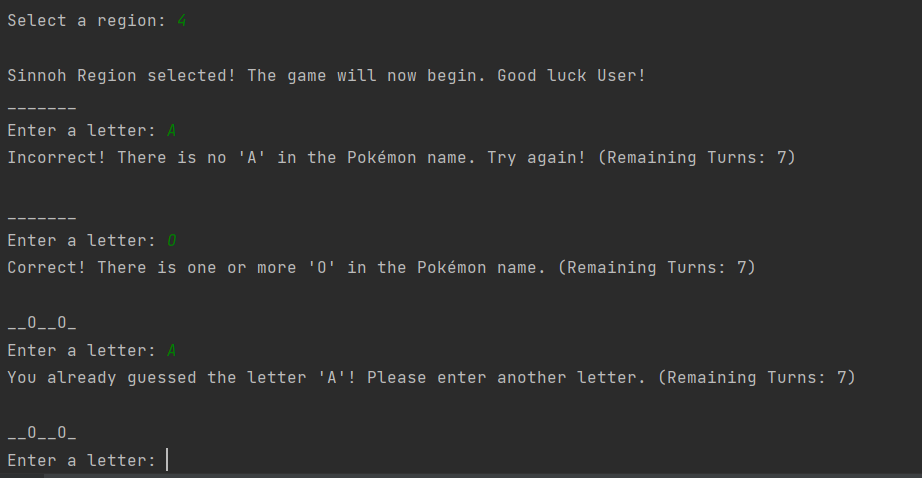 Select a region: 4
Sinnoh Region selected! The game will now begin. Good luck User!
_______
Enter a letter: A
Incorrect! There is no 'A' in the Pokémon name. Try again! (Remaining Turns: 7)
_______
Enter a letter: O
Correct! There is one or more 'O' in the Pokémon name. (Remaining Turns: 7)
__O__O_
Enter a letter: A
You already guessed the letter 'A'! Please enter another letter. (Remaining Turns: 7)
__O__O_
Enter a letter: